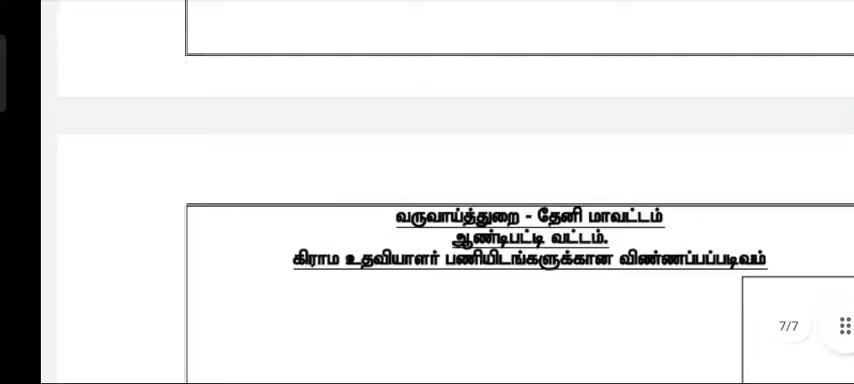 வருவாய்த்துறை - தேனி மாவட்டம்
ஆண்டிபட்டி வட்டம்.
கிராம உதவியாளர் பணியிடங்களுக்கான விண்ணப்பப்படிவம்
7/7